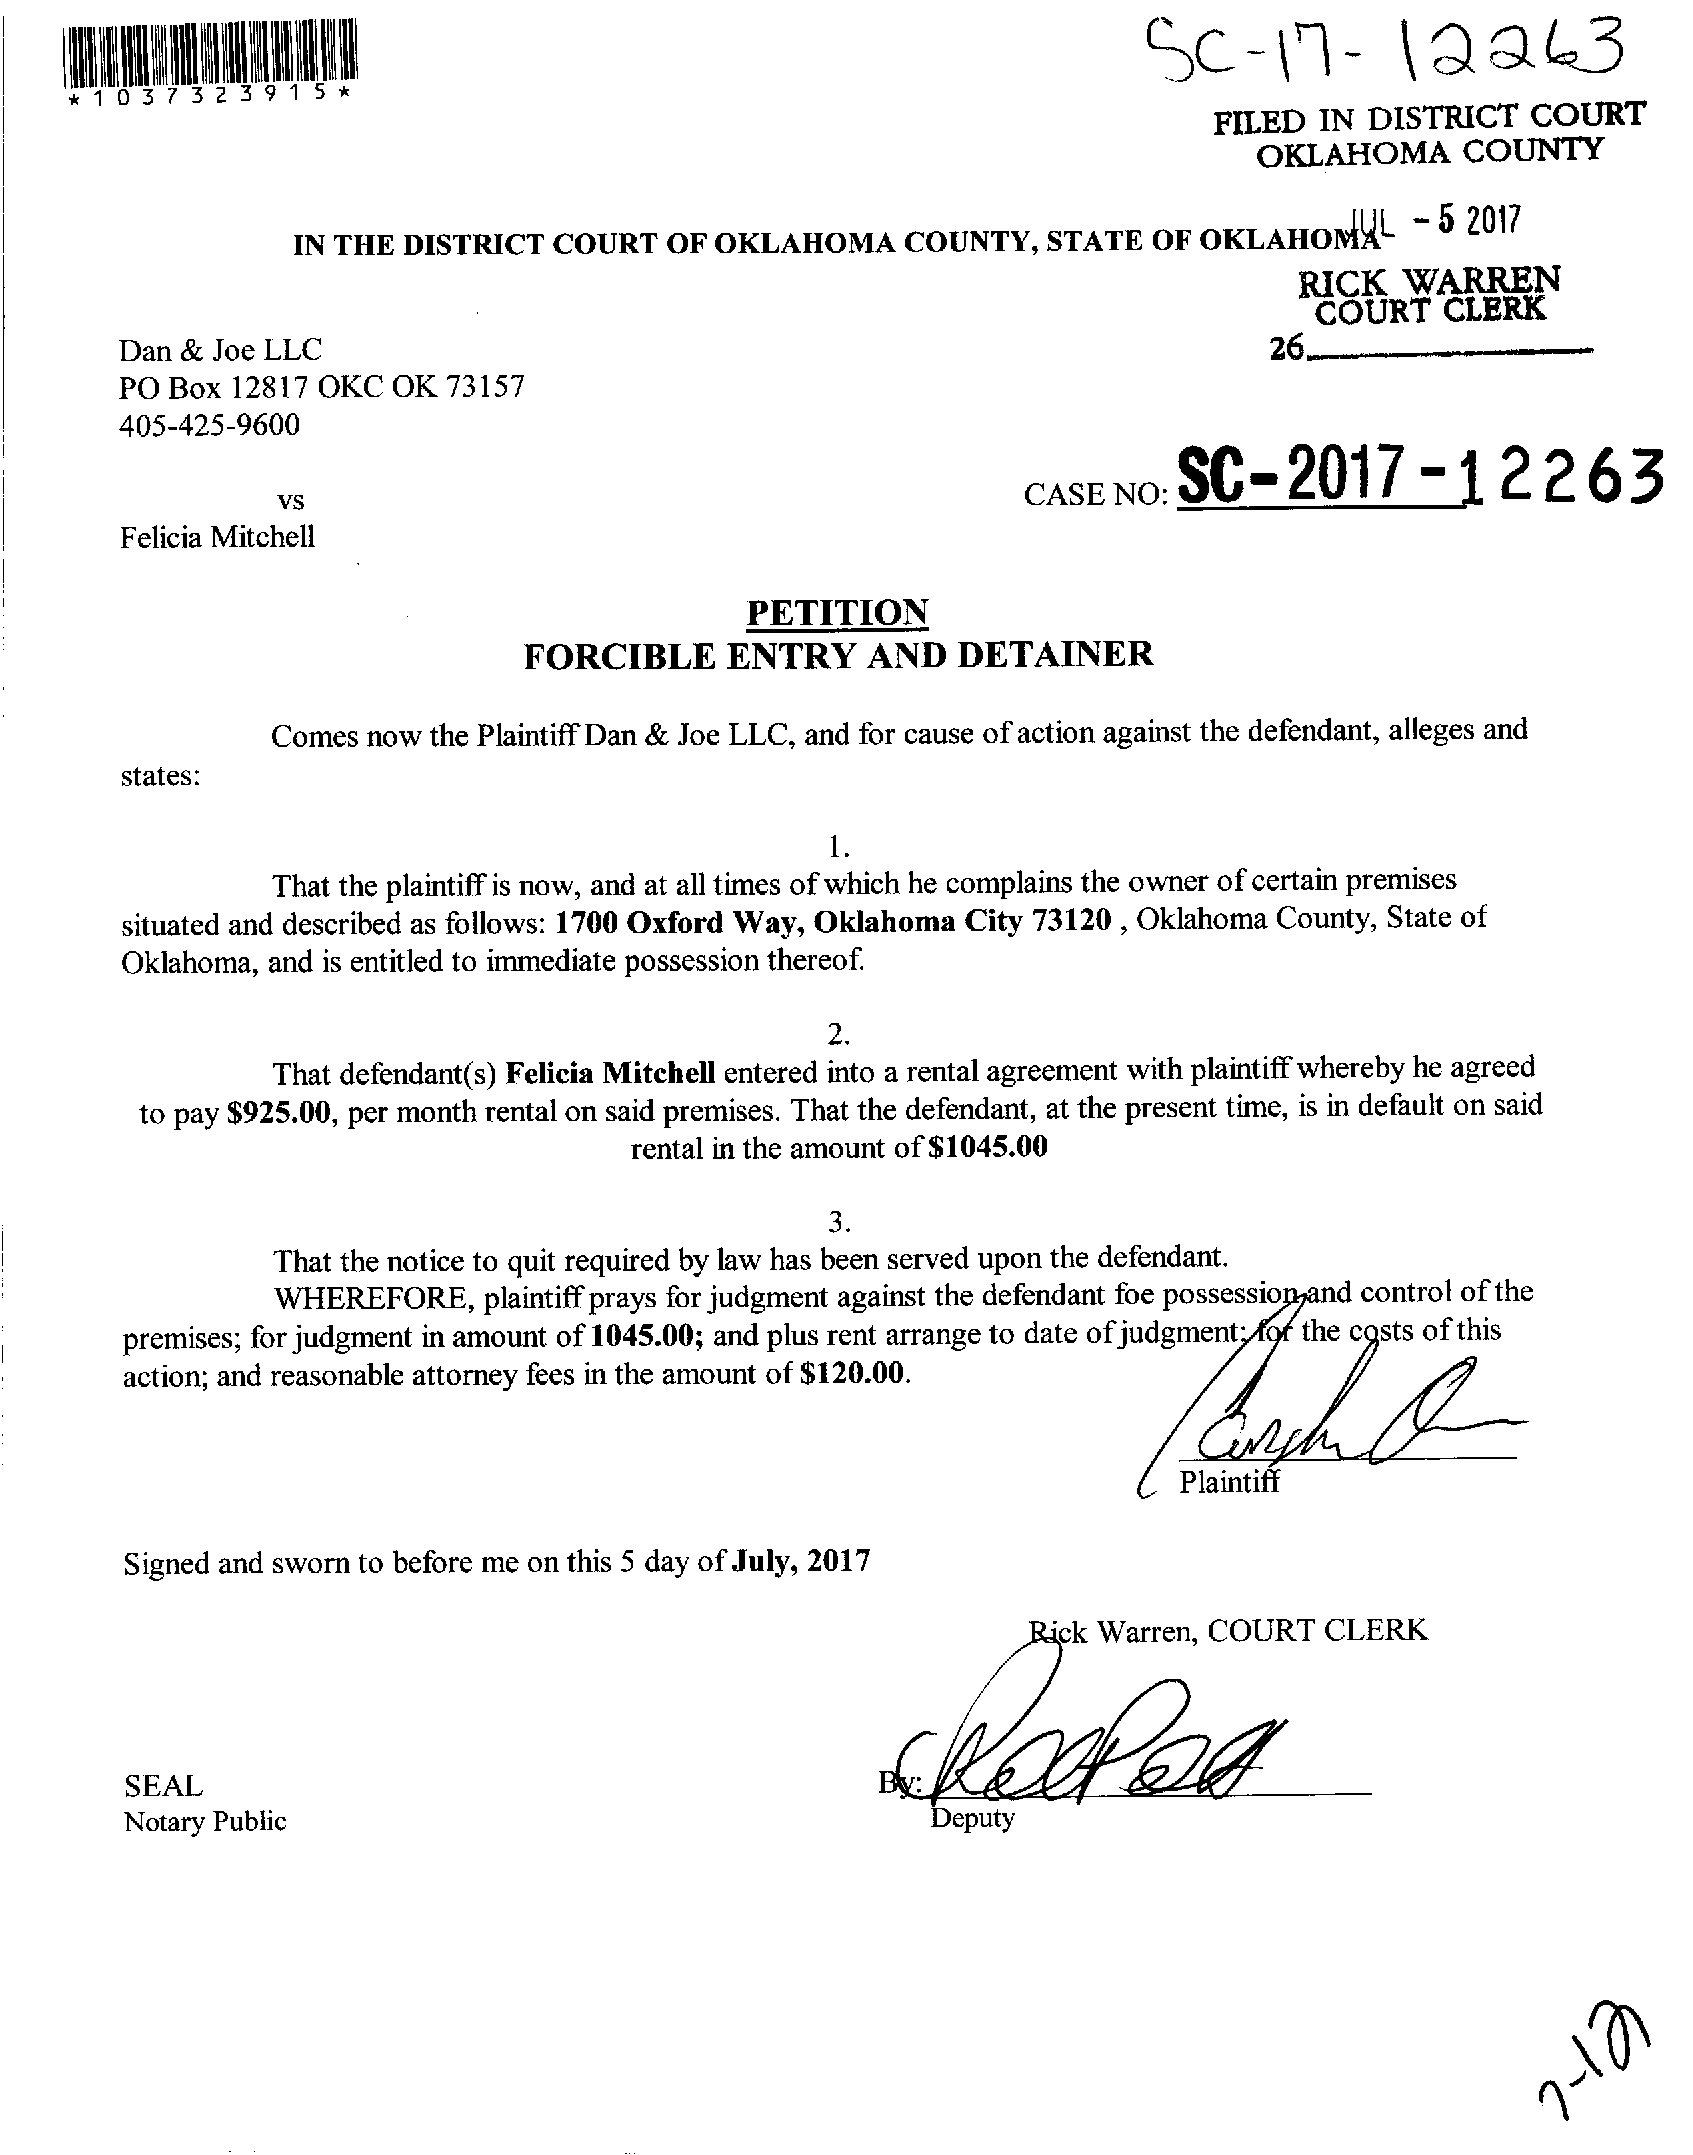 SC-17-12263
*1037323915*
FILED IN DISTRICT COURT
OKLAHOMA COUNTY
JUL -5 2017
IN THE DISTRICT COURT OF OKLAHOMA COUNTY, STATE OF OKLAHOMA
RICK WARREN
COURT CLERK
26
Dan & Joe LLC
PO Box 12817 OKC OK 73157
405-425-9600
CASE NO: SC-2017-12263
vs
Felicia Mitchell
PETITION
FORCIBLE ENTRY AND DETAINER
Comes now the Plaintiff Dan & Joe LLC, and for cause of action against the defendant, alleges and
states:
1.
That the plaintiff is now, and at all times of which he complains the owner of certain premises
situated and described as follows: 1700 Oxford Way, Oklahoma City 73120 , Oklahoma County, State of
Oklahoma, and is entitled to immediate possession thereof.
2.
That defendant(s) Felicia Mitchell entered into a rental agreement with plaintiff whereby he agreed
to pay $925.00, per month rental on said premises. That the defendant, at the present time, is in default on said
rental in the amount of $1045.00
3.
That the notice to quit required by law has been served upon the defendant.
WHEREFORE, plaintiff prays for judgment against the defendant foe possession and control of the
premises; for judgment in amount of 1045.00; and plus rent arrange to date of judgment; for the costs of this
action; and reasonable attorney fees in the amount of $120.00.
Plaintiff
Signed and sworn to before me on this 5 day of July, 2017
Rick Warren, COURT CLERK
SEAL
By:
Notary Public
Deputy